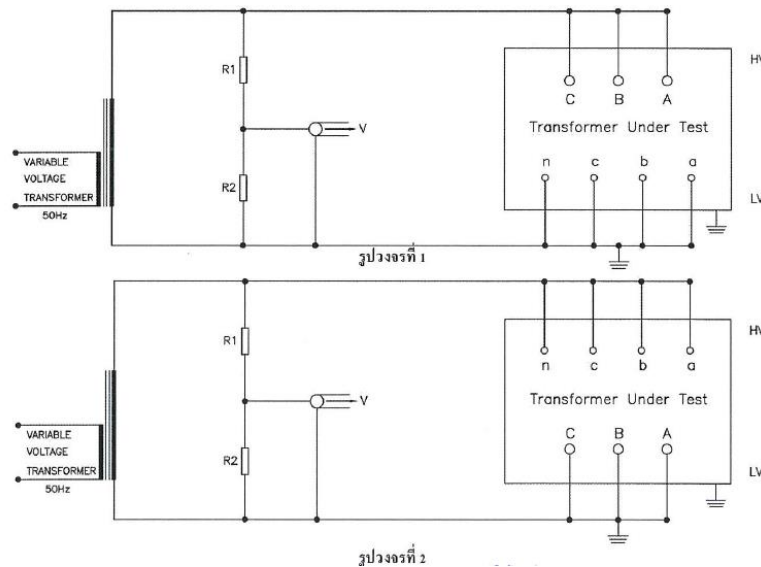 R1
HV
C B A
V
Transformer Under Test
VARIABLE
VOLTAGE
TRANSFORMER
50Hz
R2
n c b a
LV
รูปวงจรที่ 1
R1
HV
n c b a
V
Transformer Under Test
VARIABLE
VOLTAGE
TRANSFORMER
50Hz
R2
C B A
LV
รูปวงจรที่ 2